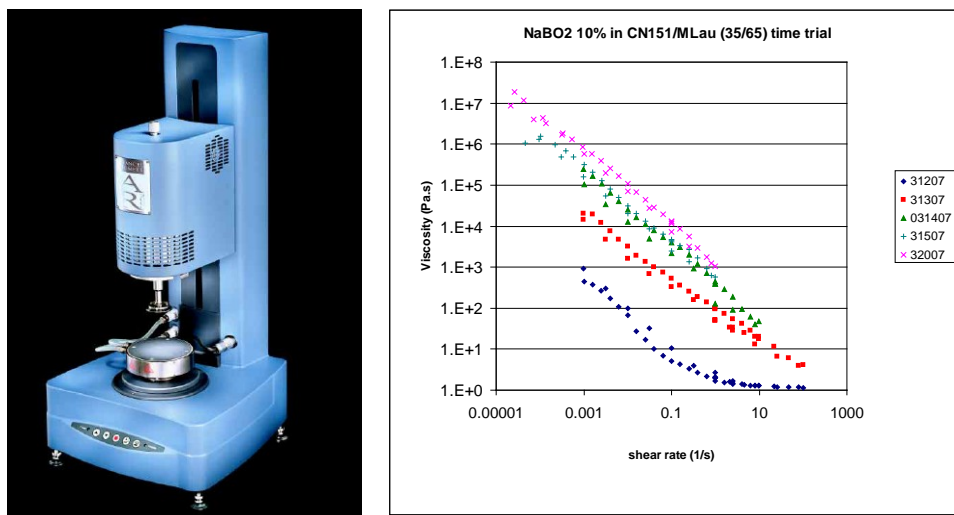 AR
NaBO2 10% in CN151/MLau (35/65) time trial
1.E+8
1.E+7
1.E+6
1.E+5
1.E+4
1.E+3
1.E+2
1.E+1
1.E+0
Viscosity (Pa.s)
0.00001 0.001 0.1 10 1000
shear rate (1/s)
31207
31307
031407
31507
32007